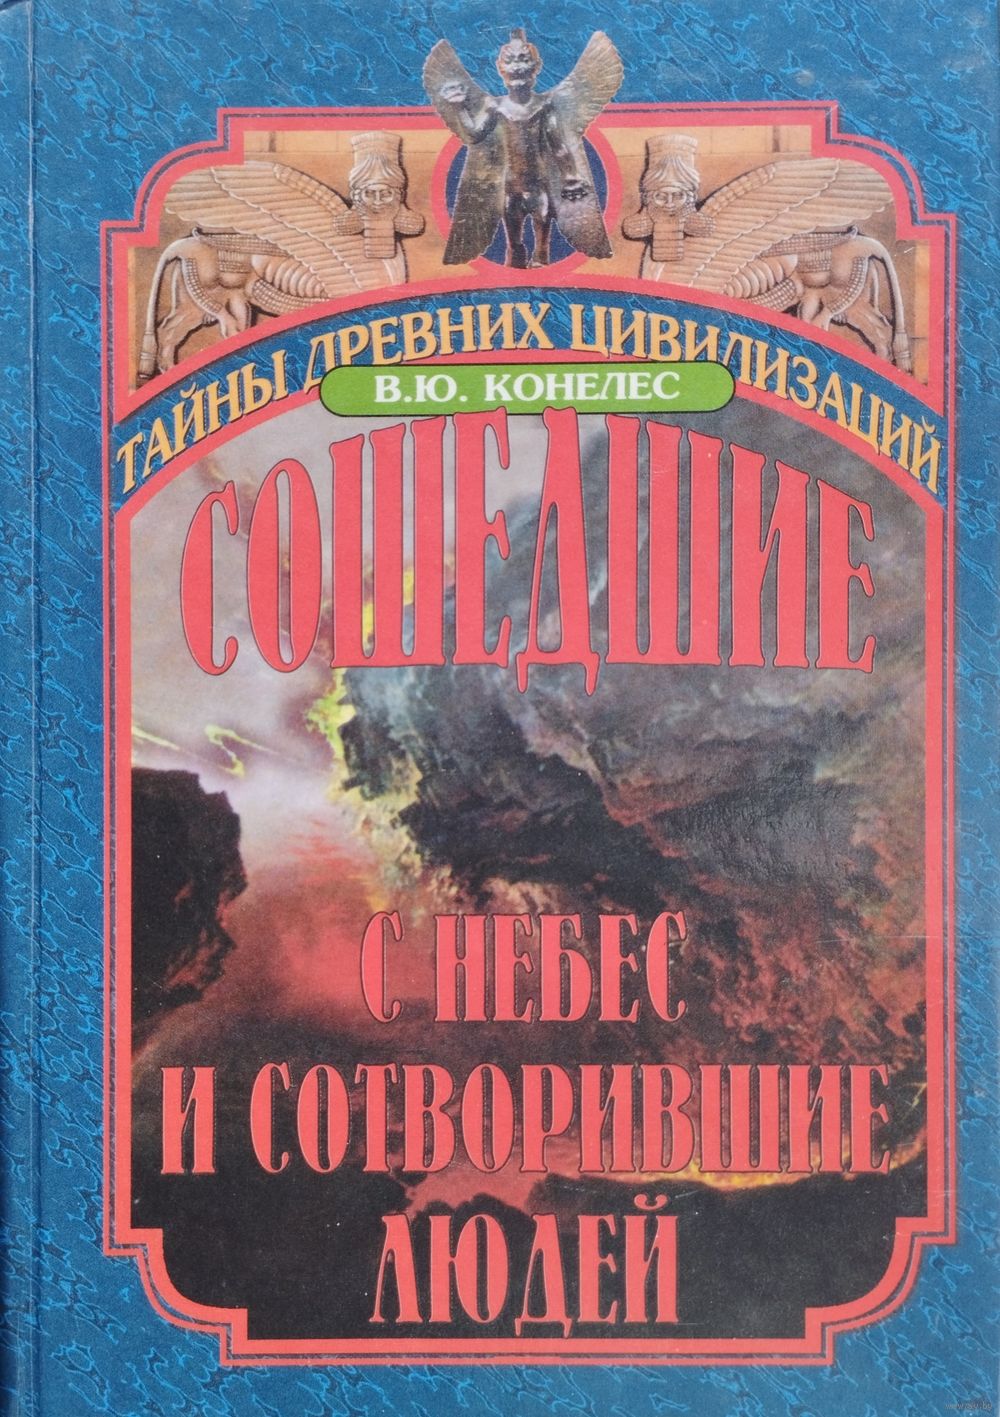 ТАЙНЫ ДРЕВНИХ ЦИВИЛИЗАЦИЙ
В.Ю. КОНЕЛЕС
СОШЕДШИЕ
С НЕБЕС
И СОТВОРИВШИЕ
ЛЮДЕЙ